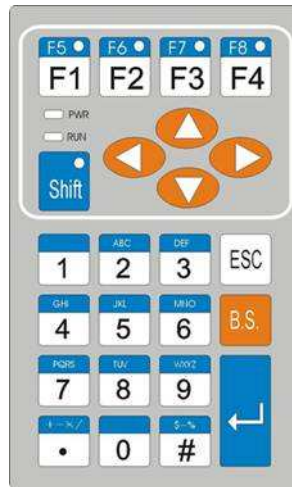 F5 F6 F7 F8
F1 F2 F3 F4
PWR
RUN
Shift
ABC DEF
1 2 3 ESC
GHI JKL MNO
4 5 6 B.S.
PQRS TUV WXYZ
7 8 9
+-×/ $-%
• 0 #